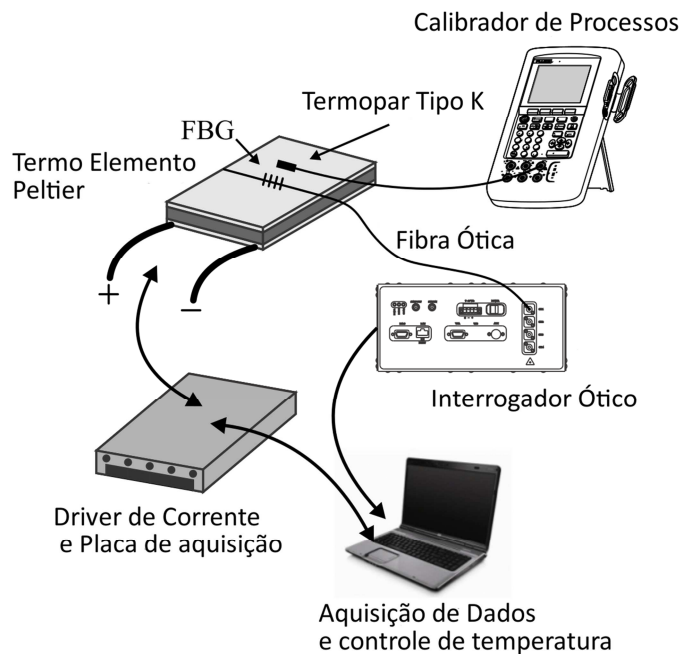 Calibrador de Processos
Termopar Tipo K
FBG
Termo Elemento
Peltier
Fibra Ótica
+
−
Interrogador Ótico
Driver de Corrente
e Placa de aquisição
Aquisição de Dados
e controle de temperatura